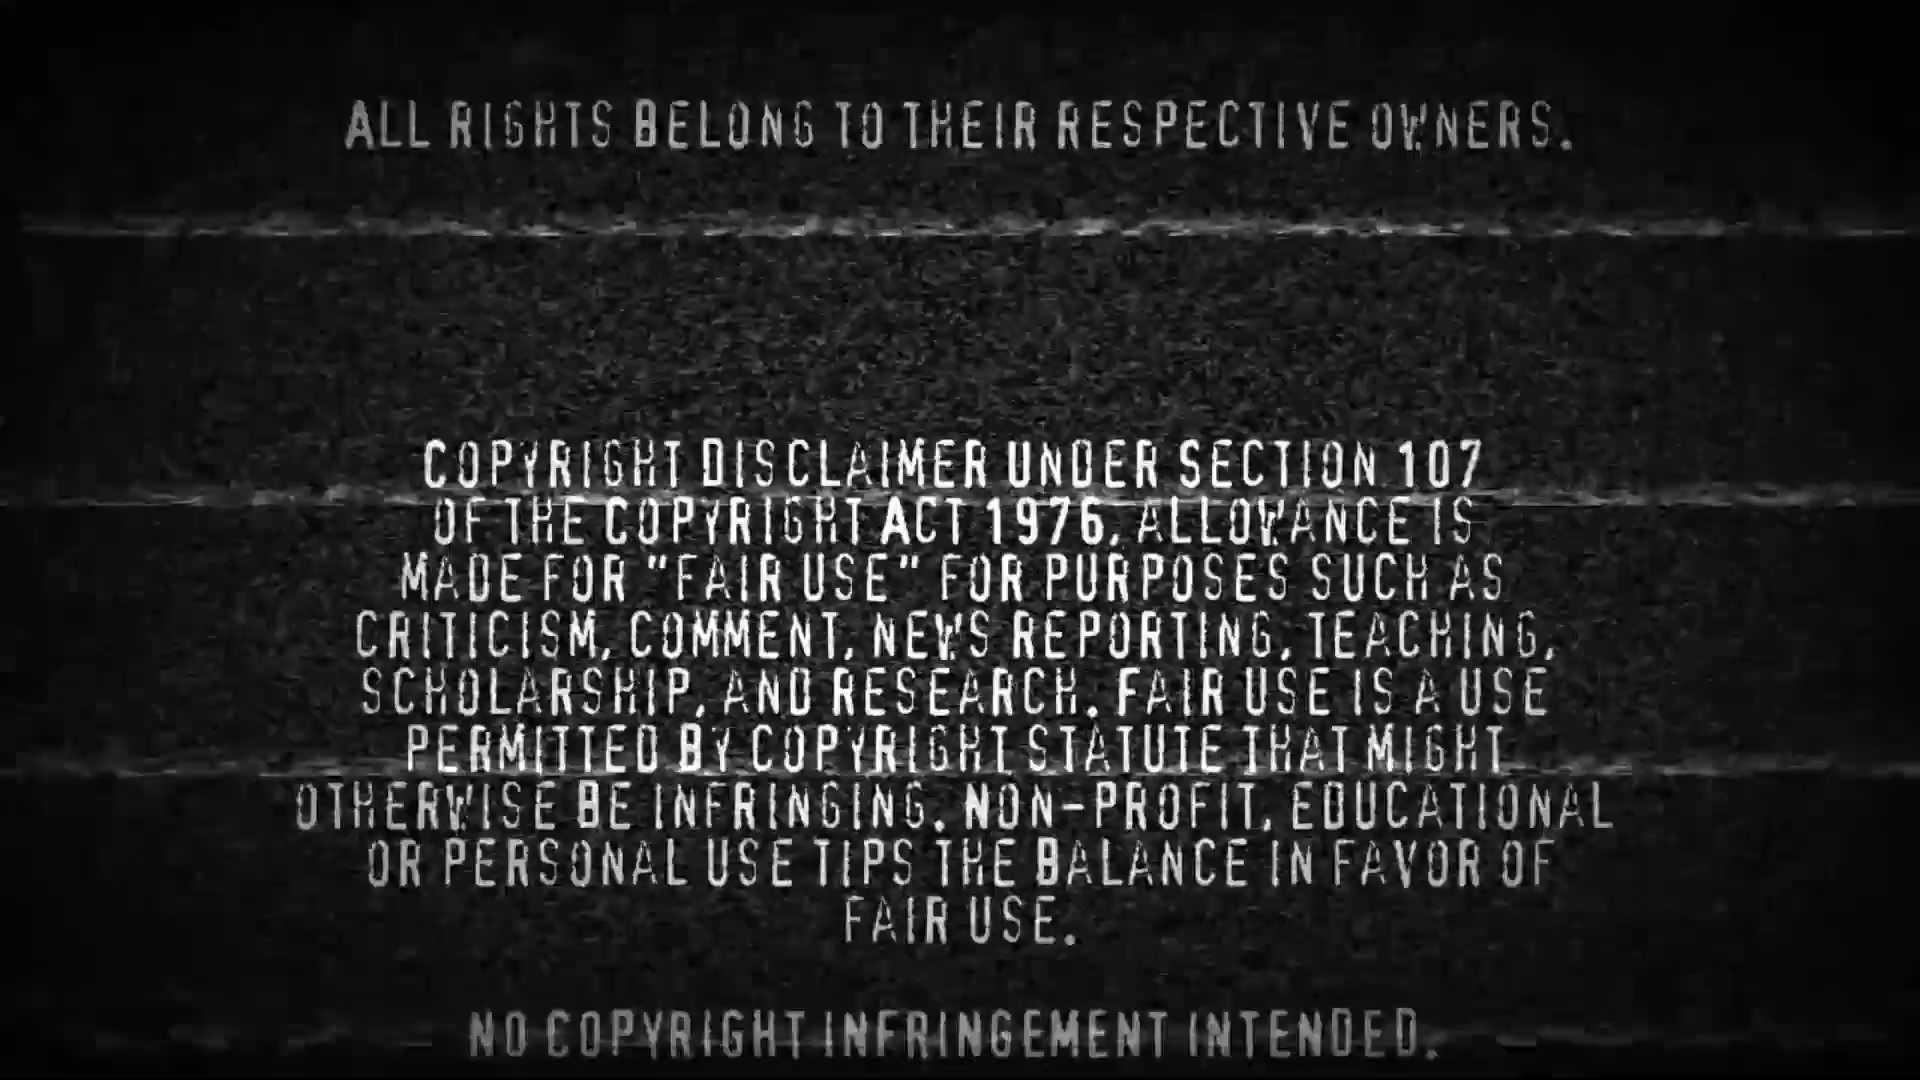 ALL RIGHTS BELONG TO THEIR RESPECTIVE OWNERS.
COPYRIGHT DISCLAIMER UNDER SECTION 107
OF THE COPYRIGHT ACT 1976, ALLOWANCE IS
MADE FOR "FAIR USE" FOR PURPOSES SUCH AS
CRITICISM, COMMENT, NEWS REPORTING, TEACHING,
SCHOLARSHIP, AND RESEARCH. FAIR USE IS A USE
PERMITTED BY COPYRIGHT STATUTE THAT MIGHT
OTHERWISE BE INFRINGING. NON-PROFIT, EDUCATIONAL
OR PERSONAL USE TIPS THE BALANCE IN FAVOR OF
FAIR USE.
NO COPYRIGHT INFRINGEMENT INTENDED.